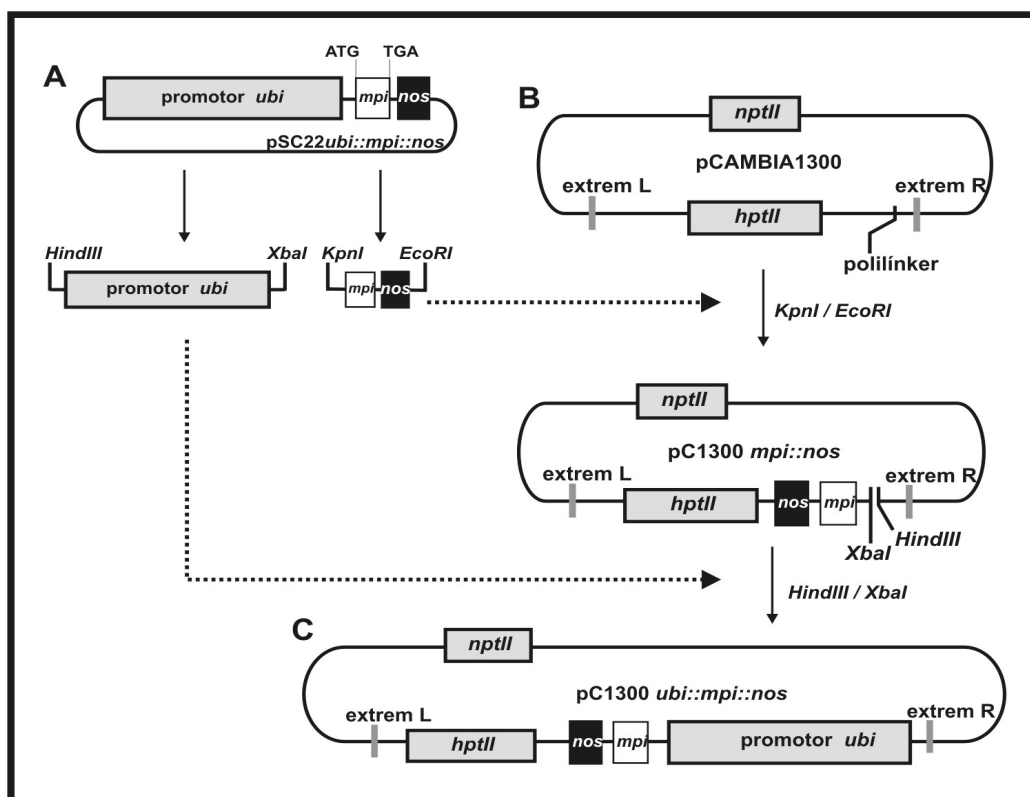 A
ATG TGA
promotor ubi mpi nos
pSC22ubi::mpi::nos
HindIII XbaI KpnI EcoRI
promotor ubi mpi nos
B
nptII
pCAMBIA1300
extrem L extrem R
hptII
polilínker
KpnI / EcoRI
nptII
pC1300 mpi::nos
extrem L extrem R
hptII nos mpi
HindIII
XbaI
HindIII / XbaI
C
nptII
pC1300 ubi::mpi::nos
extrem L extrem R
hptII nos mpi promotor ubi